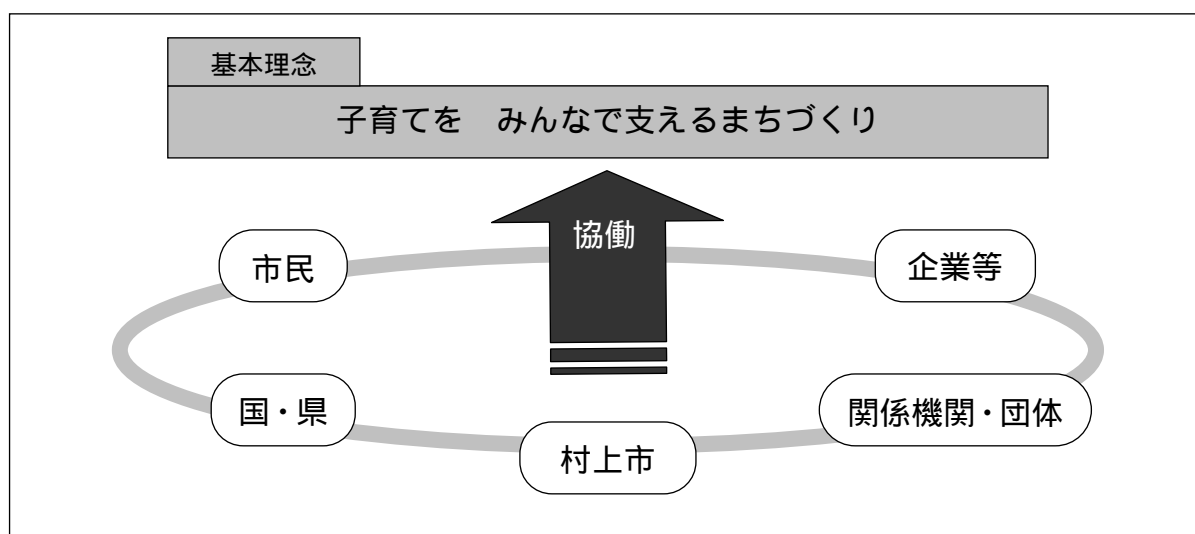 基本理念
子育てを　みんなで支えるまちづくり
協働
市民
企業等
国・県
関係機関・団体
村上市